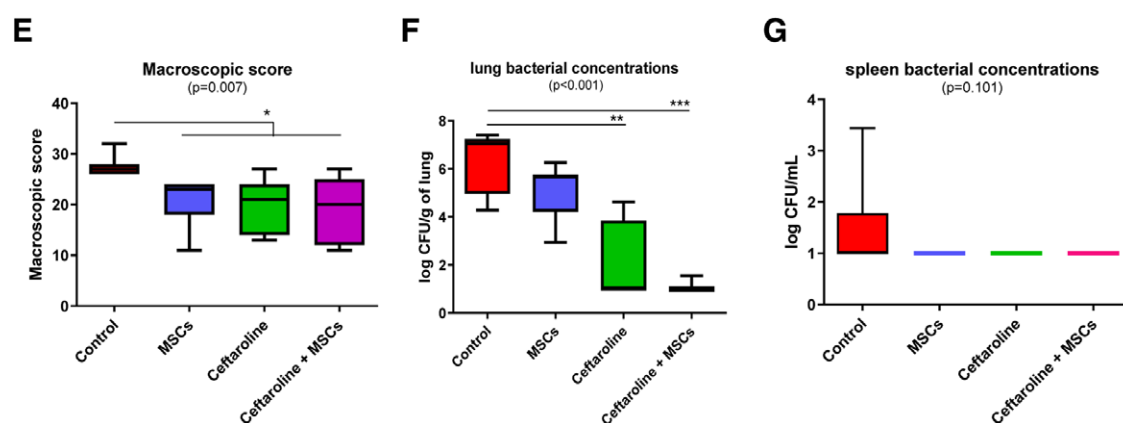 E
Macroscopic score
(p=0.007)
Macroscopic score
40
30
20
10
0
*
Control
MSCs
Ceftaroline
Ceftaroline + MSCs
F
lung bacterial concentrations
(p<0.001)
log CFU/g of lung
8
6
4
2
0
***
**
Control
MSCs
Ceftaroline
Ceftaroline + MSCs
G
spleen bacterial concentrations
(p=0.101)
log CFU/mL
4
3
2
1
0
Control
MSCs
Ceftaroline
Ceftaroline + MSCs